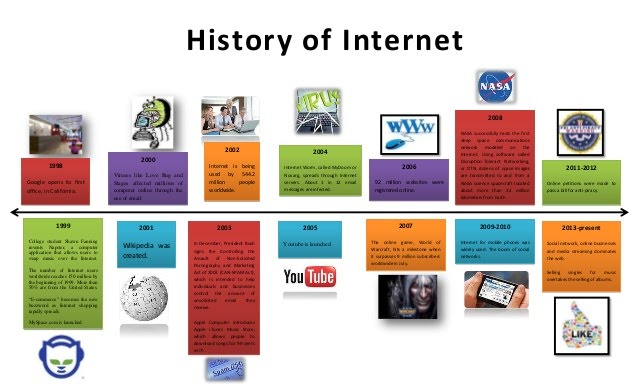 History of Internet
1998
Google opens its first
office, in California.
2000
Viruses like Love Bug and
Stages affected millions of
computer online through the
use of email
2002
Internet is being
used by 544.2
million people
worldwide.
VIRUS
2004
Internet Worm, called MyDoom or
Novarg, spreads through Internet
servers. About 1 in 12 email
messages are infected.
WWW
2006
92 million websites were
registered online.
NASA
2008
NASA successfully tests the first
deep space communications
network modeled on the
Internet. Using software called
Disruption Tolerant Networking,
or DTN, dozens of space images
are transmitted to and from a
NASA science spacecraft located
about more than 32 million
kilometers from Earth
2011-2012
Online petitions were made to
pass a bill for anti-piracy.
1999
College student Shawn Fanning
invents Napster, a computer
application that allows users to
swap music over the Internet.
The number of Internet users
worldwide reaches 150 million by
the beginning of 1999. More than
50% are from the United States.
"E-commerce" becomes the new
buzzword as Internet shopping
rapidly spreads.
MySpace.com is launched
2001
Wikipedia was
created.
2003
In December, President Bush
signs the Controlling the
Assault of Non-Solicited
Pornography and Marketing
Act of 2003 (CAN-SPAM Act),
which is intended to help
individuals and businesses
control the amount of
unsolicited email they
receive.
Apple Computer introduces
Apple iTunes Music Store,
which allows people to
download songs for 99 cents
each.
2005
Youtube is launched
YouTube
2007
The online game, World of
Warcraft, hits a milestone when
it surpasses 9 million subscribers
worldwide in July.
2009-2010
Internet for mobile phones was
widely used. The boom of social
networks.
2013-present
Social network, online businesses
and media streaming dominates
the web.
Selling singles for music
overtakes the selling of albums.
LIKE